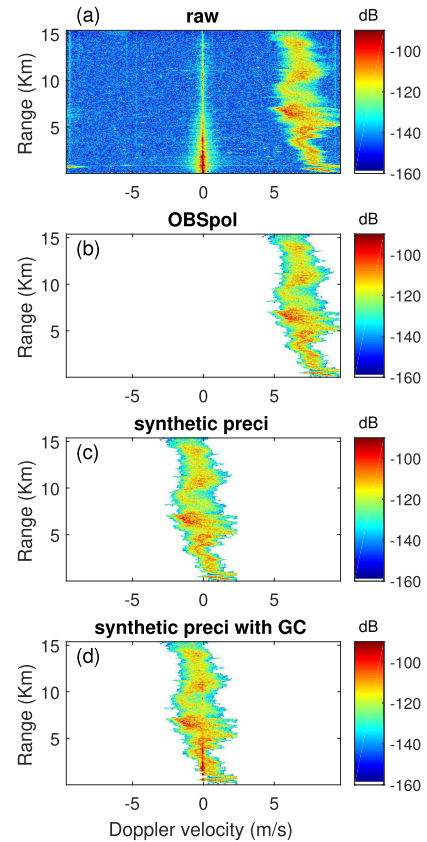 raw
(a)
dB
15
10
5
Range (Km)
-100
-120
-140
-160
-5 0 5
OBSpol
(b)
dB
15
10
5
Range (Km)
-100
-120
-140
-160
-5 0 5
synthetic preci
(c)
dB
15
10
5
Range (Km)
-100
-120
-140
-160
-5 0 5
synthetic preci with GC
(d)
dB
15
10
5
Range (Km)
-100
-120
-140
-160
-5 0 5
Doppler velocity (m/s)